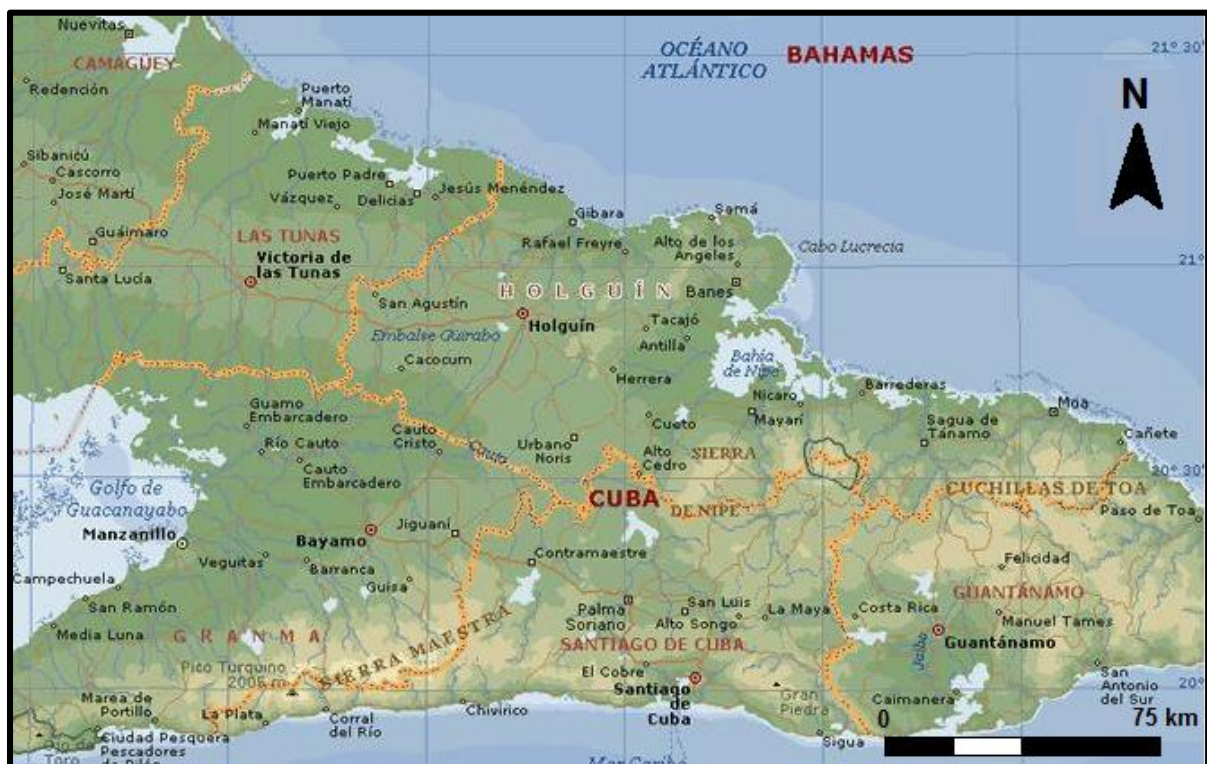 Nuevitas
OCÉANO
ATLÁNTICO
BAHAMAS
21° 30'
CAMAGÜEY
Redención
Puerto
Manatí
Manatí Viejo
N
Sibanicú
Cascorro
José Martí
Puerto Padre
Vázquez
Delicias
Jesús Menéndez
Gibara
Samá
Guáimaro
LAS TUNAS
Rafael Freyre
Alto de los
Angeles
Cabo Lucrecia
Santa Lucía
Victoria de
las Tunas
21°
San Agustín
HOLGUÍN
Banes
Embalse Guirabo
Holguín
Tacajó
Antilla
Cacocum
Herrera
Bahía
de Nipe
Barrederas
Nicaro
Mayarí
Moa
Guamo
Embarcadero
Cauto
Cristo
Cueto
Sagua de
Tánamo
Cañete
Río Cauto
Cauto
Embarcadero
Cauto
Urbano
Noris
Alto
Cedro
SIERRA
DE NIPE
20° 30'
Golfo de
Guacanayabo
CUBA
CUCHILLAS DE TOA
Paso de Toa
Manzanillo
Bayamo
Jiguaní
Veguitas
Barranca
Guisa
Contramaestre
Felicidad
Campechuela
San Ramón
Media Luna
GRANMA
Palma
Soriano
San Luis
Alto Songo
La Maya
Costa Rica
GUANTÁNAMO
Manuel Tames
Guantánamo
Jaibo
SIERRA MAESTRA
Pico Turquino
2005 m
SANTIAGO DE CUBA
El Cobre
Santiago
de
Cuba
Gran
Piedra
Caimanera
San
Antonio
del Sur
20°
Marea de
Portillo
La Plata
Corral
del Río
Chivirico
Sigua
0
75 km
Ciudad Pesquera
Pescadores
de Pilón
Toro
Mar Caribe